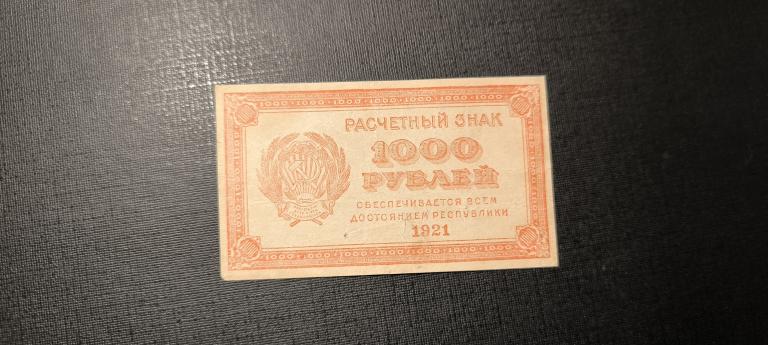 РАСЧЕТНЫЙ ЗНАК
1000
РУБЛЕЙ
ОБЕСПЕЧИВАЕТСЯ ВСЕМ
ДОСТОЯНИЕМ РЕСПУБЛИКИ
1921